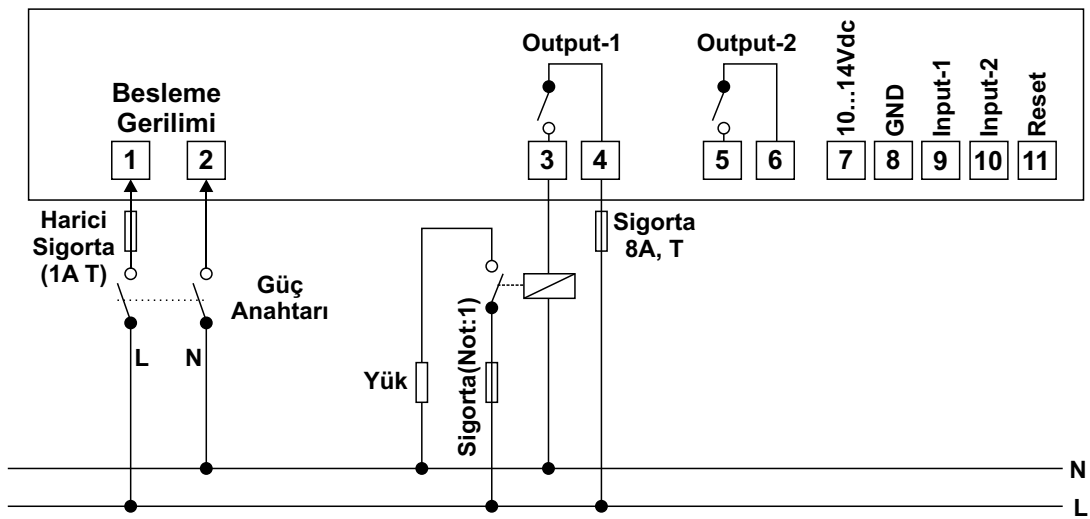 Output-1
Output-2
10...14Vdc
GND
Input-1
Input-2
Reset
Besleme
Gerilimi
1
2
3
4
5
6
7
8
9
10
11
Harici
Sigorta
(1A T)
Sigorta
8A, T
Güç
Anahtarı
Sigorta(Not:1)
L
N
Yük
N
L